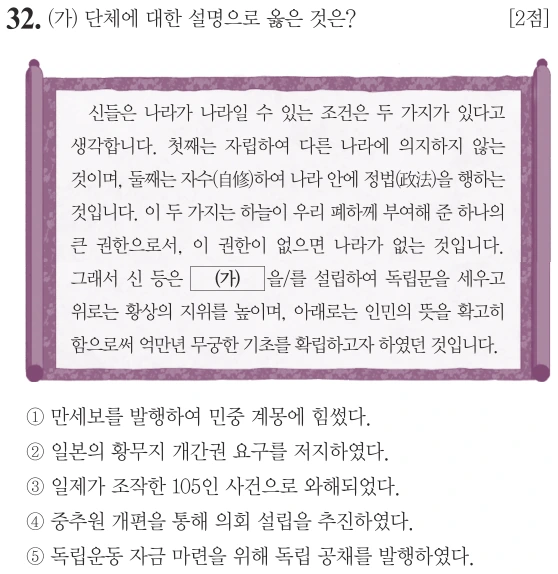 32. (가) 단체에 대한 설명으로 옳은 것은? [2점]
신들은 나라가 나라일 수 있는 조건은 두 가지가 있다고
생각합니다. 첫째는 자립하여 다른 나라에 의지하지 않는
것이며, 둘째는 자수(自修)하여 나라 안에 정법(政法)을 행하는
것입니다. 이 두 가지는 하늘이 우리 폐하께 부여해 준 하나의
큰 권한으로서, 이 권한이 없으면 나라가 없는 것입니다.
그래서 신 등은 (가) 을/를 설립하여 독립문을 세우고
위로는 황상의 지위를 높이며, 아래로는 인민의 뜻을 확고히
함으로써 억만년 무궁한 기초를 확립하고자 하였던 것입니다.
① 만세보를 발행하여 민중 계몽에 힘썼다.
② 일본의 황무지 개간권 요구를 저지하였다.
③ 일제가 조작한 105인 사건으로 와해되었다.
④ 중추원 개편을 통해 의회 설립을 추진하였다.
⑤ 독립운동 자금 마련을 위해 독립 공채를 발행하였다.